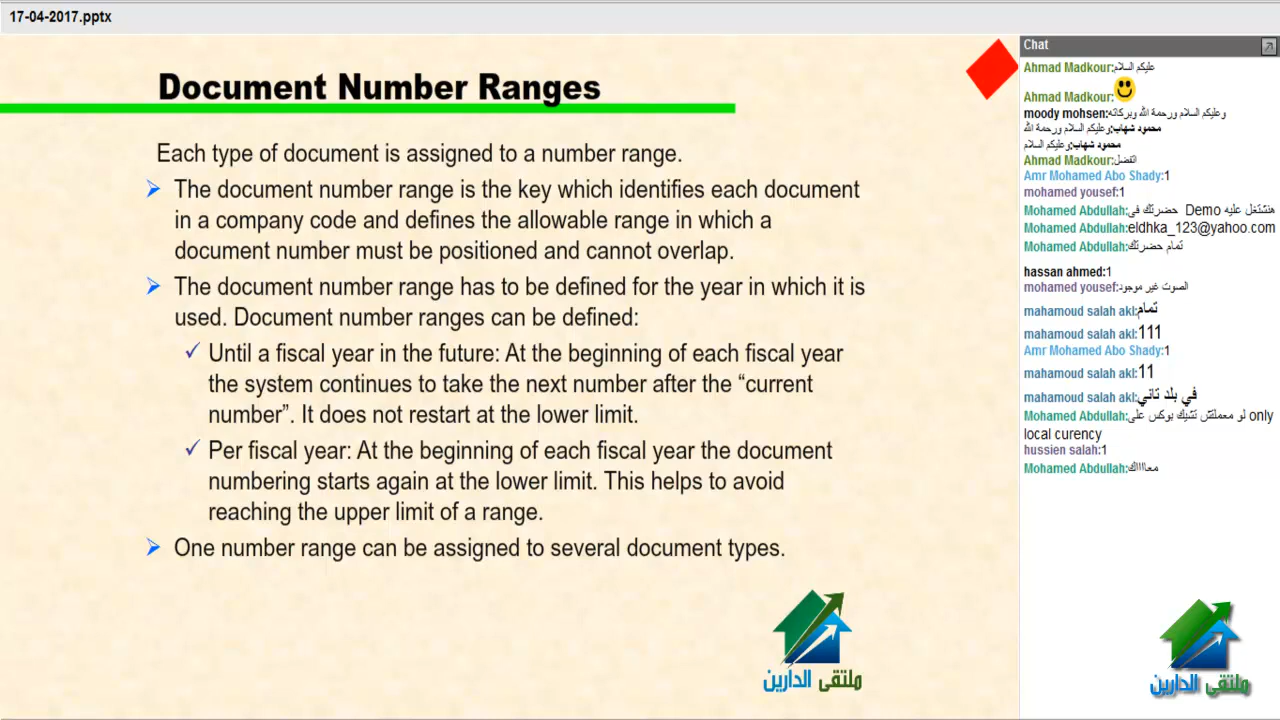 17-04-2017.pptx
Document Number Ranges
Each type of document is assigned to a number range.
The document number range is the key which identifies each document
in a company code and defines the allowable range in which a
document number must be positioned and cannot overlap.
The document number range has to be defined for the year in which it is
used. Document number ranges can be defined:
Until a fiscal year in the future: At the beginning of each fiscal year
the system continues to take the next number after the “current
number”. It does not restart at the lower limit.
Per fiscal year: At the beginning of each fiscal year the document
numbering starts again at the lower limit. This helps to avoid
reaching the upper limit of a range.
One number range can be assigned to several document types.
ملتقى الدارين
Chat
Ahmad Madkour:عليكم السلام
Ahmad Madkour:
moody mohsen:وعليكم السلام ورحمة الله وبركاته
محمود شهاب:وعليكم السلام ورحمة الله
محمود شهاب:وعليكم السلام
Ahmad Madkour:اتفضل
Amr Mohamed Abo Shady:1
mohamed yousef:1
Mohamed Abdullah:هنشتغل عليه Demo حضرتك فى
Mohamed Abdullah:eldhka_123@yahoo.com
Mohamed Abdullah:تمام حضرتك
hassan ahmed:1
mohamed yousef:الصوت غير موجود
mahamoud salah akl:تمام
mahamoud salah akl:111
Amr Mohamed Abo Shady:1
mahamoud salah akl:11
mahamoud salah akl:في بلد تاني
Mohamed Abdullah:لو معملتش تشيك بوكس على only
local curency
hussien salah:1
Mohamed Abdullah:معااااك
ملتقى الدارين